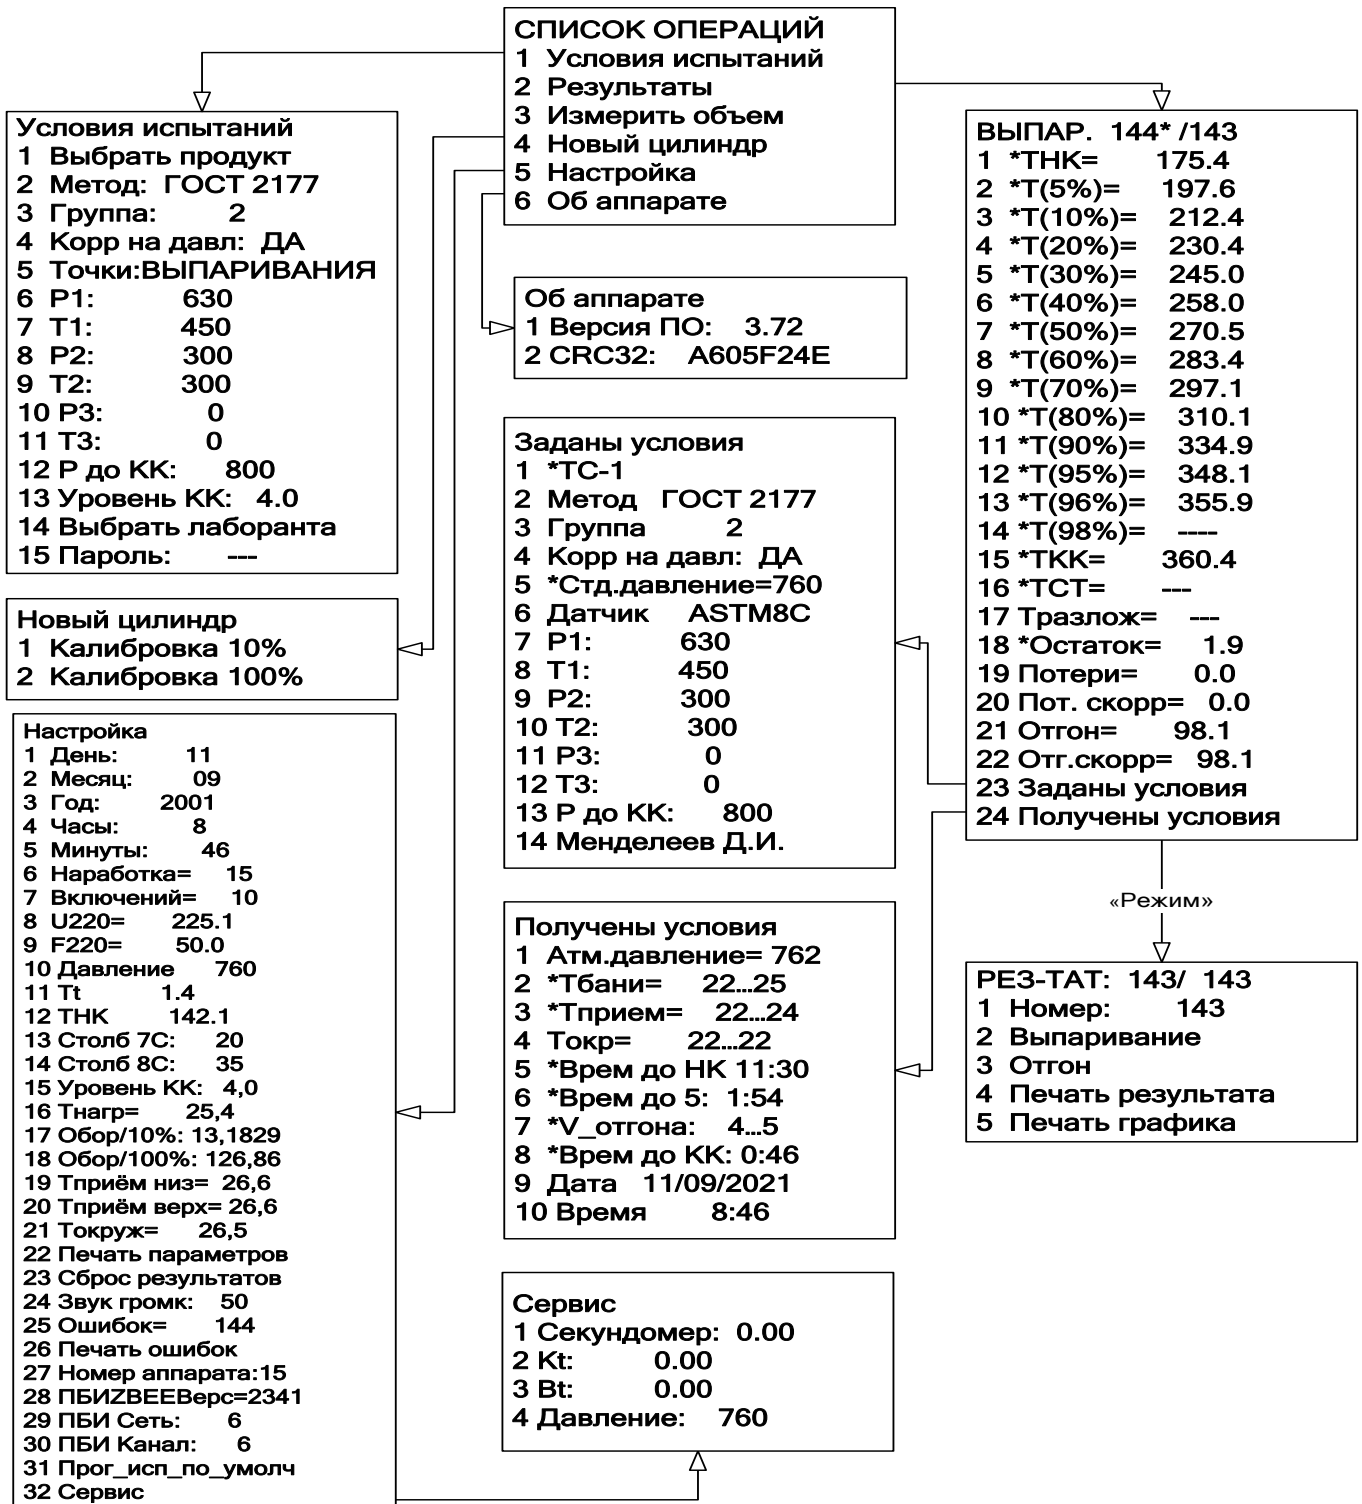 СПИСОК ОПЕРАЦИЙ
1 Условия испытаний
2 Результаты
3 Измерить объем
4 Новый цилиндр
5 Настройка
6 Об аппарате
Условия испытаний
1 Выбрать продукт
2 Метод: ГОСТ 2177
3 Группа: 2
4 Корр на давл: ДА
5 Точки:ВЫПАРИВАНИЯ
6 Р1: 630
7 Т1: 450
8 Р2: 300
9 Т2: 300
10 Р3: 0
11 Т3: 0
12 Р до КК: 800
13 Уровень КК: 4.0
14 Выбрать лаборанта
15 Пароль: ---
Новый цилиндр
1 Калибровка 10%
2 Калибровка 100%
Настройка
1 День: 11
2 Месяц: 09
3 Год: 2001
4 Часы: 8
5 Минуты: 46
6 Наработка= 15
7 Включений= 10
8 U220= 225.1
9 F220= 50.0
10 Давление 760
11 Tt 1.4
12 ТНК 142.1
13 Столб 7С: 20
14 Столб 8С: 35
15 Уровень КК: 4,0
16 Тнагр= 25,4
17 Обор/10%: 13,1829
18 Обор/100%: 126,86
19 Тприём низ= 26,6
20 Тприём верх= 26,6
21 Токруж= 26,5
22 Печать параметров
23 Сброс результатов
24 Звук громк: 50
25 Ошибок= 144
26 Печать ошибок
27 Номер аппарата:15
28 ПБИZBEEВерс=2341
29 ПБИ Сеть: 6
30 ПБИ Канал: 6
31 Прог_исп_по_умолч
32 Сервис
Об аппарате
1 Версия ПО: 3.72
2 CRC32: A605F24E
Заданы условия
1 *ТС-1
2 Метод ГОСТ 2177
3 Группа 2
4 Корр на давл: ДА
5 *Стд.давление=760
6 Датчик ASTM8C
7 Р1: 630
8 Т1: 450
9 Р2: 300
10 Т2: 300
11 Р3: 0
12 Т3: 0
13 Р до КК: 800
14 Менделеев Д.И.
Получены условия
1 Атм.давление= 762
2 *Тбани= 22...25
3 *Тприем= 22...24
4 Токр= 22...22
5 *Врем до НК 11:30
6 *Врем до 5: 1:54
7 *V_отгона: 4...5
8 *Врем до КК: 0:46
9 Дата 11/09/2021
10 Время 8:46
Сервис
1 Секундомер: 0.00
2 Kt: 0.00
3 Bt: 0.00
4 Давление: 760
ВЫПАР. 144* /143
1 *ТНК= 175.4
2 *Т(5%)= 197.6
3 *Т(10%)= 212.4
4 *Т(20%)= 230.4
5 *Т(30%)= 245.0
6 *Т(40%)= 258.0
7 *Т(50%)= 270.5
8 *Т(60%)= 283.4
9 *Т(70%)= 297.1
10 *Т(80%)= 310.1
11 *Т(90%)= 334.9
12 *Т(95%)= 348.1
13 *Т(96%)= 355.9
14 *Т(98%)= ----
15 *ТКК= 360.4
16 *ТСТ= ---
17 Тразлож= ---
18 *Остаток= 1.9
19 Потери= 0.0
20 Пот. скорр= 0.0
21 Отгон= 98.1
22 Отг.скорр= 98.1
23 Заданы условия
24 Получены условия
«Режим»
РЕЗ-ТАТ: 143/ 143
1 Номер: 143
2 Выпаривание
3 Отгон
4 Печать результата
5 Печать графика